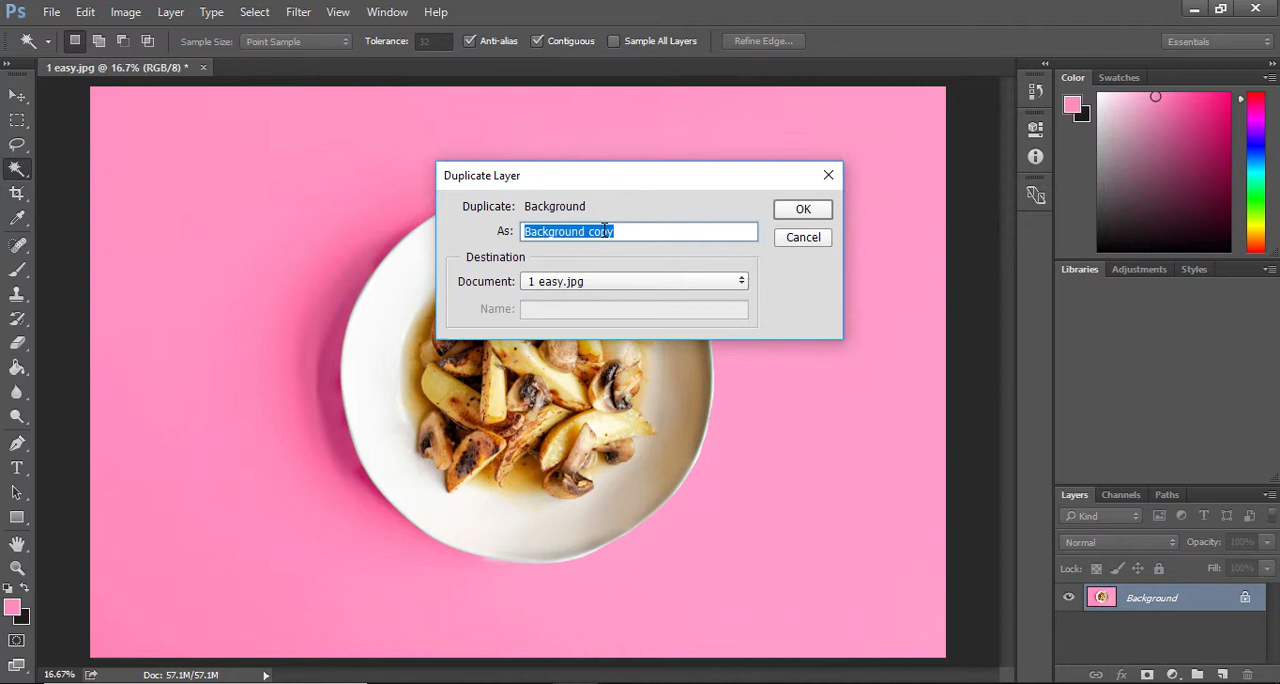 Ps File Edit Image Layer Type Select Filter View Window Help
Sample Size: Point Sample Tolerance: 32 Anti-alias Contiguous Sample All Layers Refine Edge... Essentials
1 easy.jpg @ 16.7% (RGB/8) * ×
Color Swatches
Duplicate Layer
Duplicate: Background OK
As: Background copy
Cancel
Destination
Document: 1 easy.jpg
Name:
Libraries Adjustments Styles
Layers Channels Paths
Kind
Normal Opacity: 100%
Lock: Fill: 100%
Background
16.67% Doc: 57.1M/57.1M